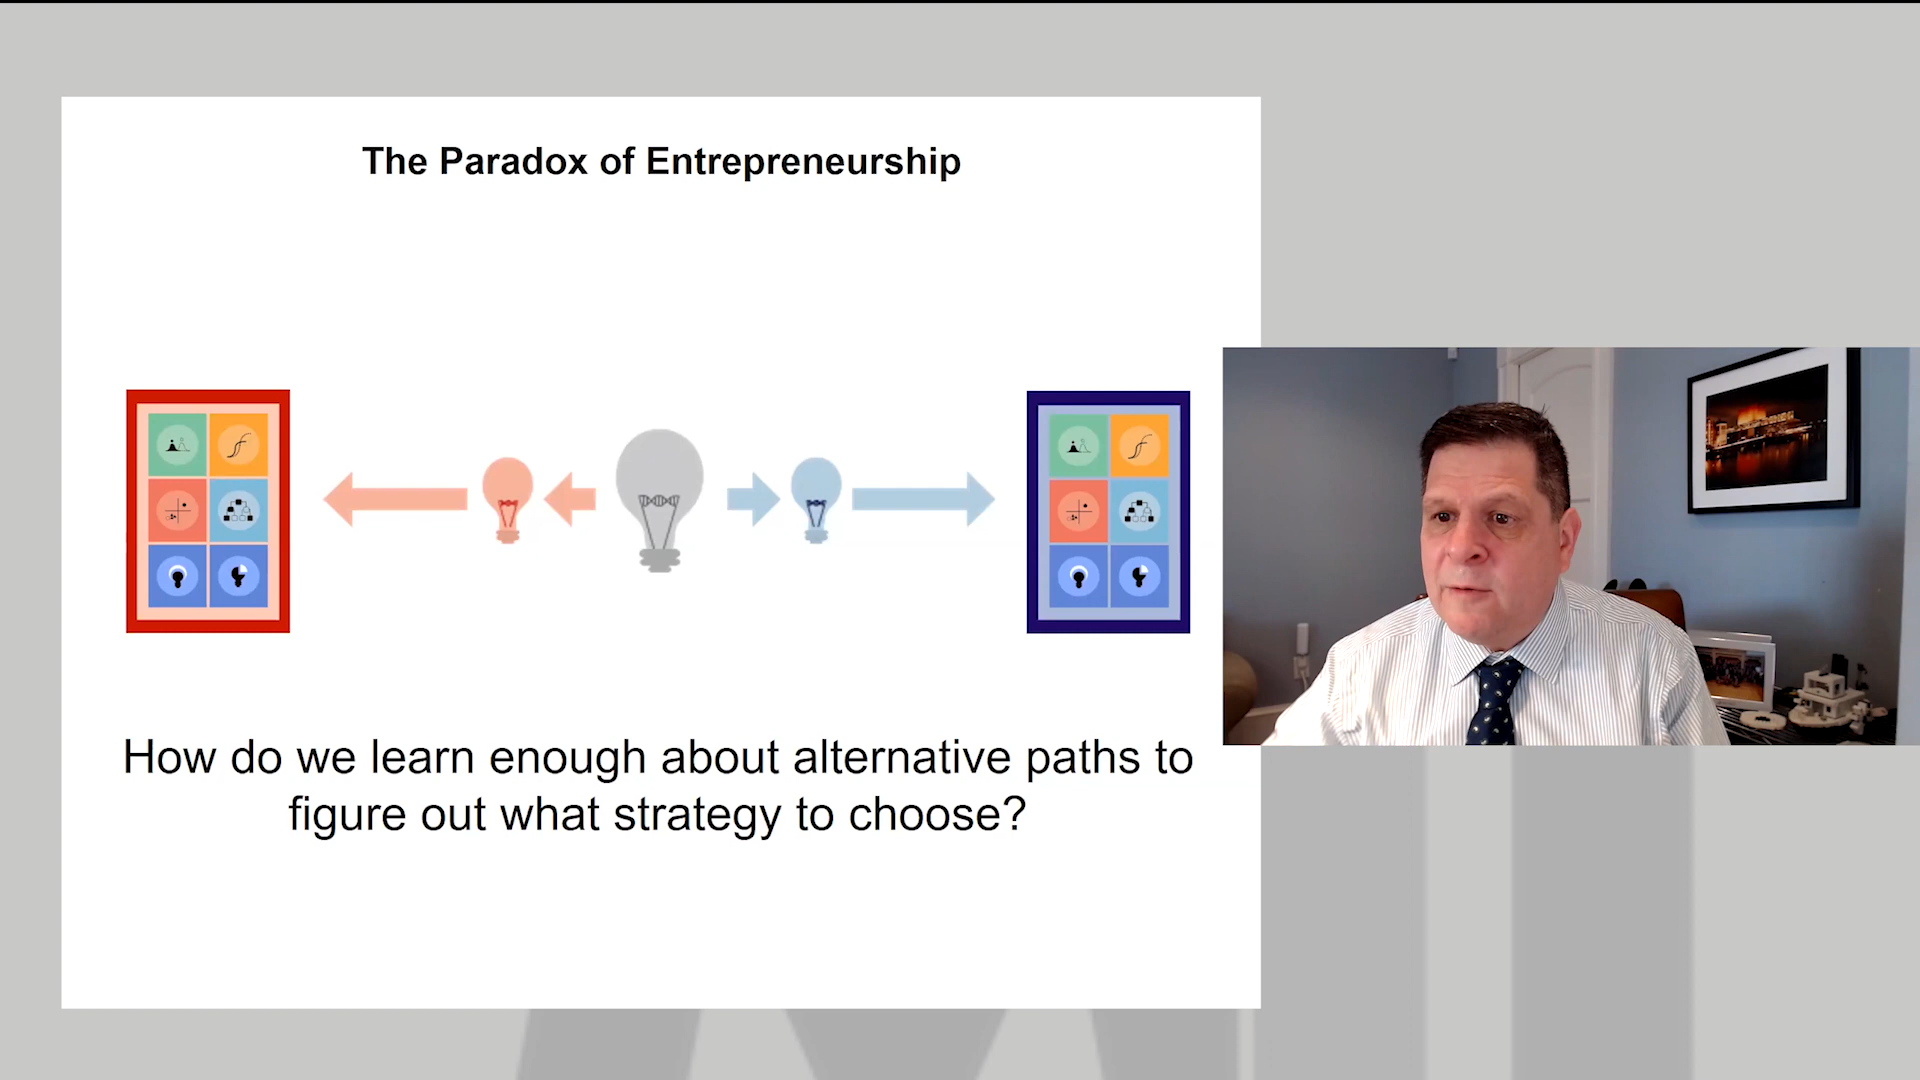 The Paradox of Entrepreneurship
How do we learn enough about alternative paths to
figure out what strategy to choose?